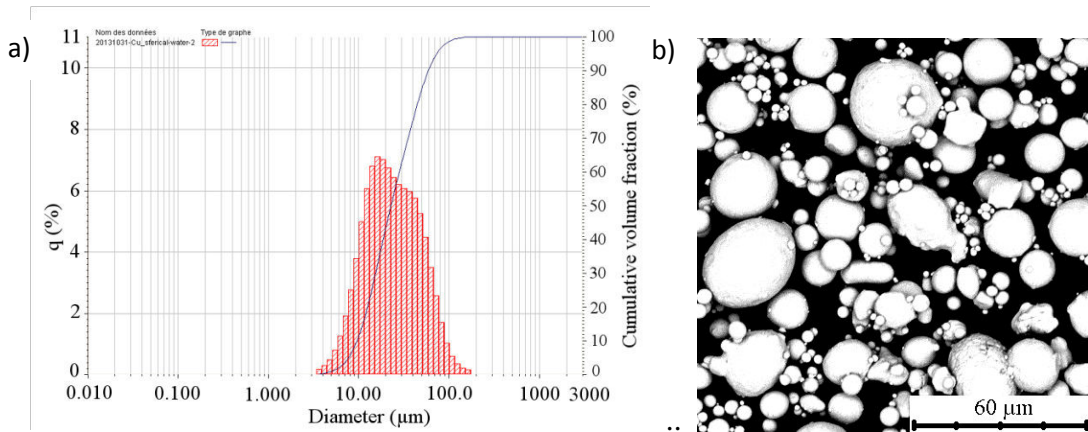 a)
Nom des données
Type de graphe
20131031-Cu_sferical-water-2
11
10
8
6
4
2
0
q (%)
100
90
80
70
60
50
40
30
20
10
0
Cumulative volume fraction (%)
0.010 0.100 1.000 10.00 100.0 1000 3000
Diameter (µm)
b)
60 µm
..